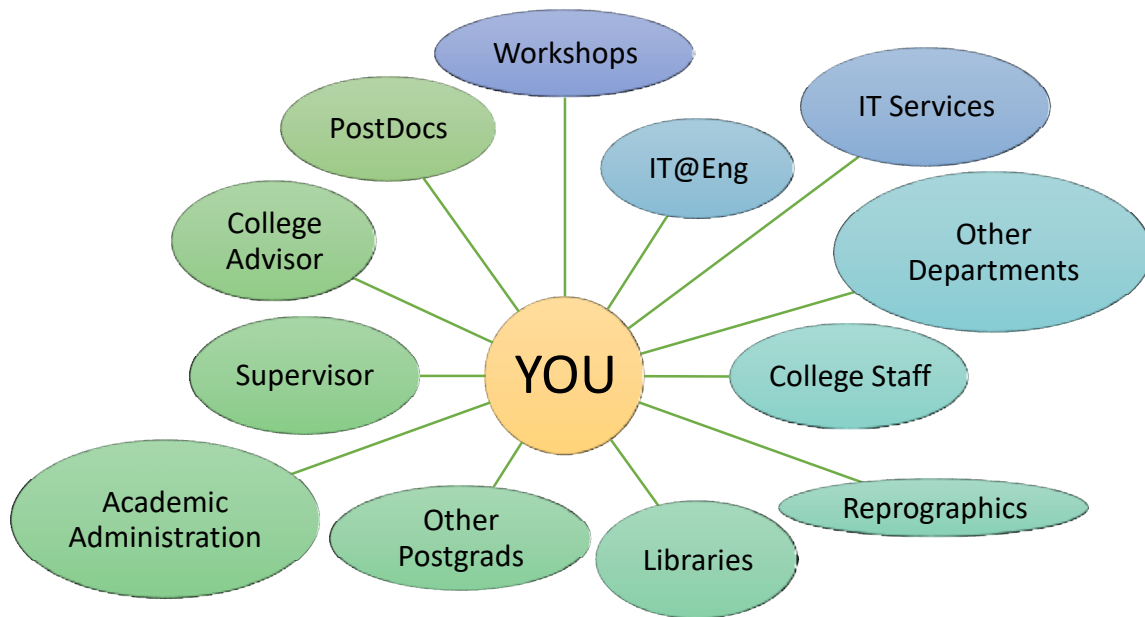 Workshops
PostDocs
IT Services
IT@Eng
College
Advisor
Other
Departments
Supervisor
YOU
College Staff
Academic
Administration
Other
Postgrads
Libraries
Reprographics